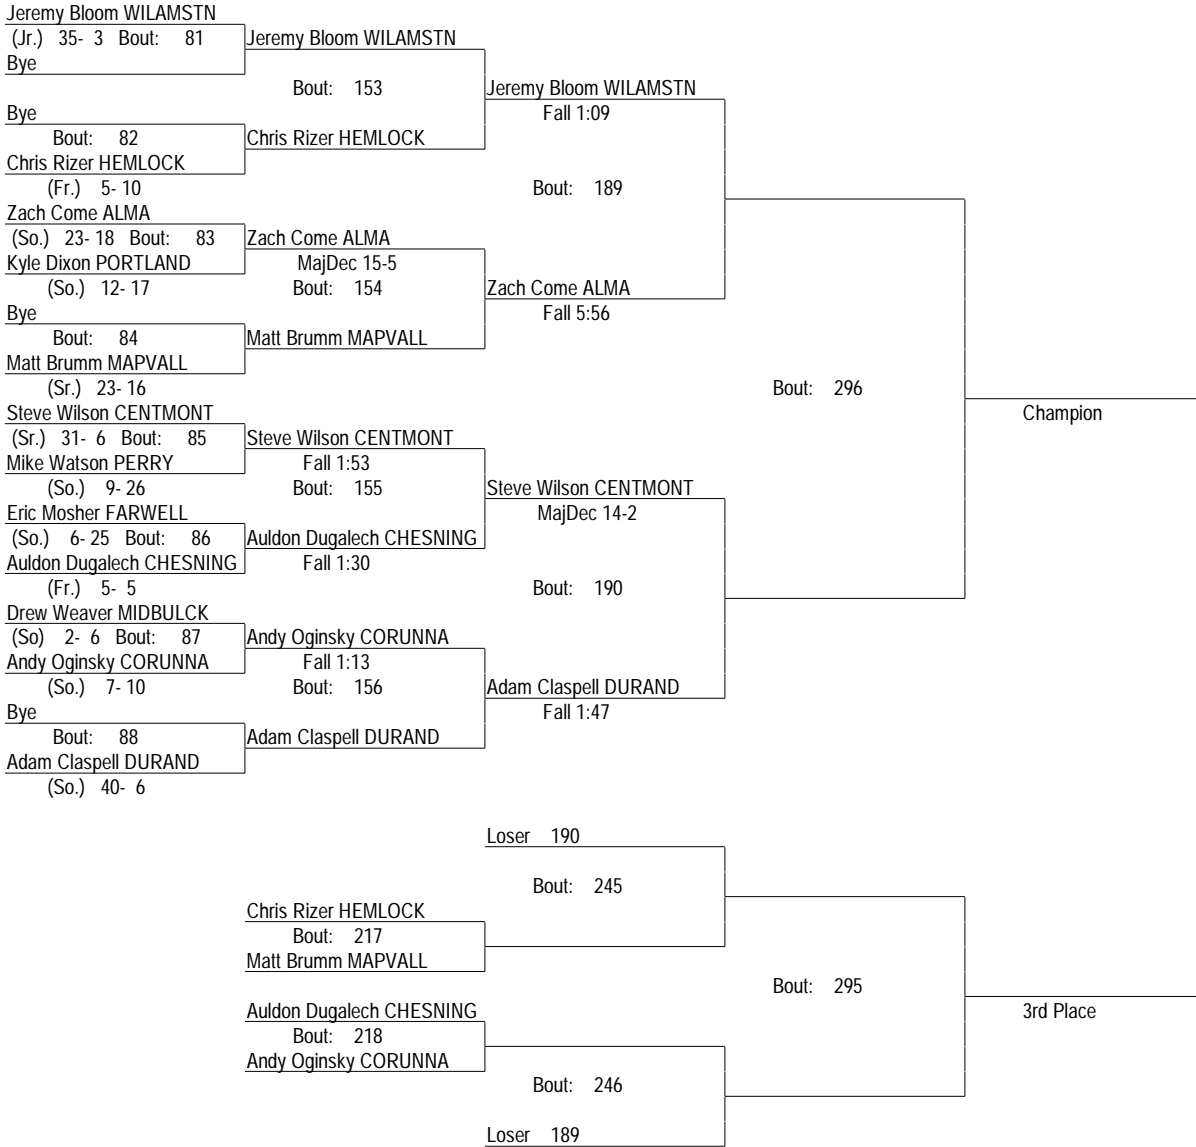 Jeremy Bloom WILAMSTN
(Jr.) 35- 3 Bout: 81
Jeremy Bloom WILAMSTN
Bye
Bout: 153
Jeremy Bloom WILAMSTN
Bye
Fall 1:09
Bout: 82
Chris Rizer HEMLOCK
Chris Rizer HEMLOCK
(Fr.) 5- 10
Bout: 189
Zach Come ALMA
(So.) 23- 18 Bout: 83
Zach Come ALMA
Kyle Dixon PORTLAND
MajDec 15-5
(So.) 12- 17
Bout: 154
Zach Come ALMA
Bye
Fall 5:56
Bout: 84
Matt Brumm MAPVALL
Matt Brumm MAPVALL
(Sr.) 23- 16
Bout: 296
Steve Wilson CENTMONT
Champion
(Sr.) 31- 6 Bout: 85
Steve Wilson CENTMONT
Mike Watson PERRY
Fall 1:53
(So.) 9- 26
Bout: 155
Steve Wilson CENTMONT
Eric Mosher FARWELL
MajDec 14-2
(So.) 6- 25 Bout: 86
Auldon Dugalech CHESNING
Auldon Dugalech CHESNING
Fall 1:30
(Fr.) 5- 5
Bout: 190
Drew Weaver MIDBULCK
(So) 2- 6 Bout: 87
Andy Oginsky CORUNNA
Andy Oginsky CORUNNA
Fall 1:13
(So.) 7- 10
Bout: 156
Adam Claspell DURAND
Bye
Fall 1:47
Bout: 88
Adam Claspell DURAND
Adam Claspell DURAND
(So.) 40- 6
Loser 190
Bout: 245
Chris Rizer HEMLOCK
Bout: 217
Matt Brumm MAPVALL
Bout: 295
Auldon Dugalech CHESNING
3rd Place
Bout: 218
Andy Oginsky CORUNNA
Bout: 246
Loser 189